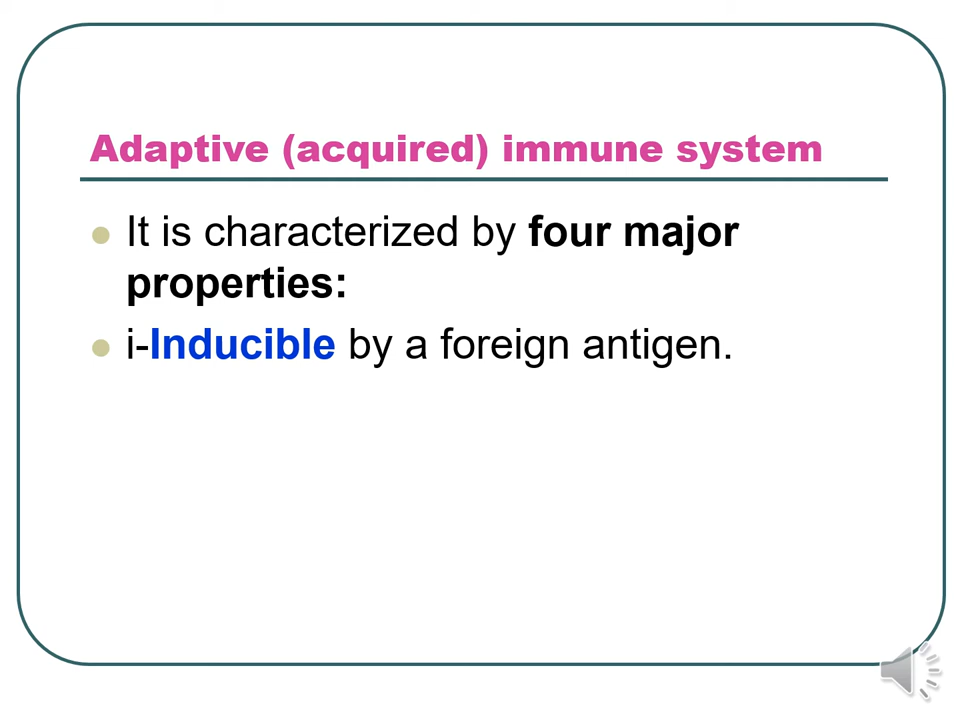 Adaptive (acquired) immune system
It is characterized by four major
properties:
i-Inducible by a foreign antigen.